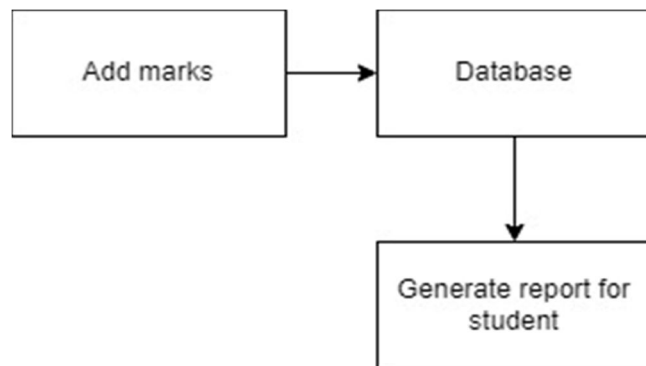 Add marks
Database
Generate report for
student